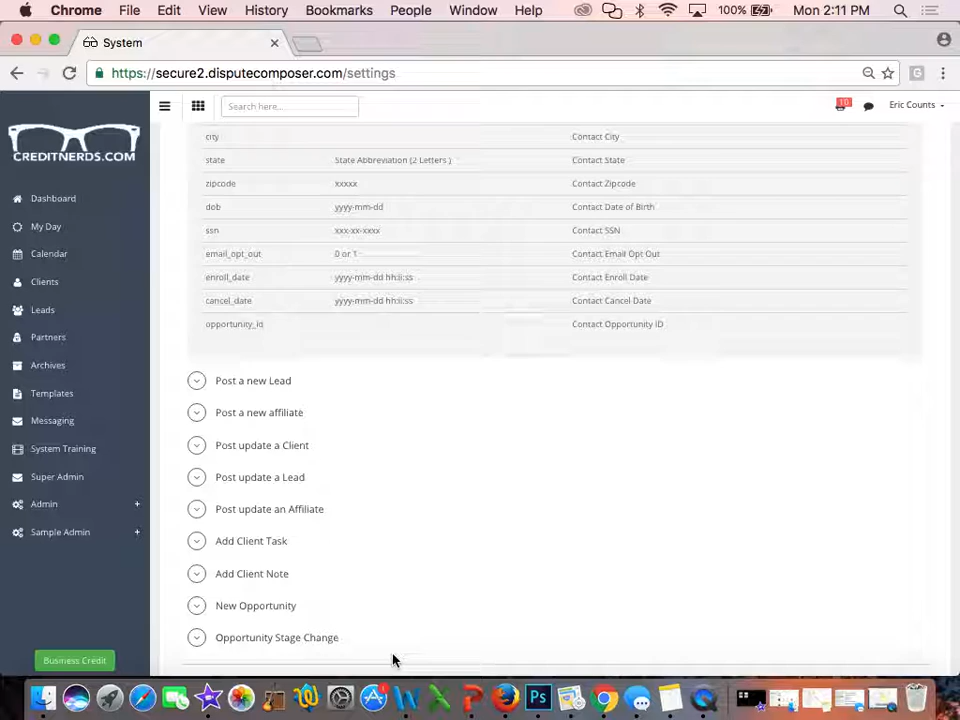 Chrome File Edit View History Bookmarks People Window Help 100% Mon 2:11 PM
System
https://secure2.disputecomposer.com/settings
Search here... 10 Eric Counts
CREDITNERDS.COM
city Contact City
state State Abbreviation (2 Letters ) Contact State
zipcode xxxxx Contact Zipcode
dob yyyy-mm-dd Contact Date of Birth
ssn xxx-xx-xxxx Contact SSN
email_opt_out 0 or 1 Contact Email Opt Out
enroll_date yyyy-mm-dd hh:ii:ss Contact Enroll Date
cancel_date yyyy-mm-dd hh:ii:ss Contact Cancel Date
opportunity_id Contact Opportunity ID
Dashboard
My Day
Calendar
Clients
Leads
Partners
Archives
Templates
Messaging
System Training
Super Admin
Admin +
Sample Admin +
Business Credit
Post a new Lead
Post a new affiliate
Post update a Client
Post update a Lead
Post update an Affiliate
Add Client Task
Add Client Note
New Opportunity
Opportunity Stage Change